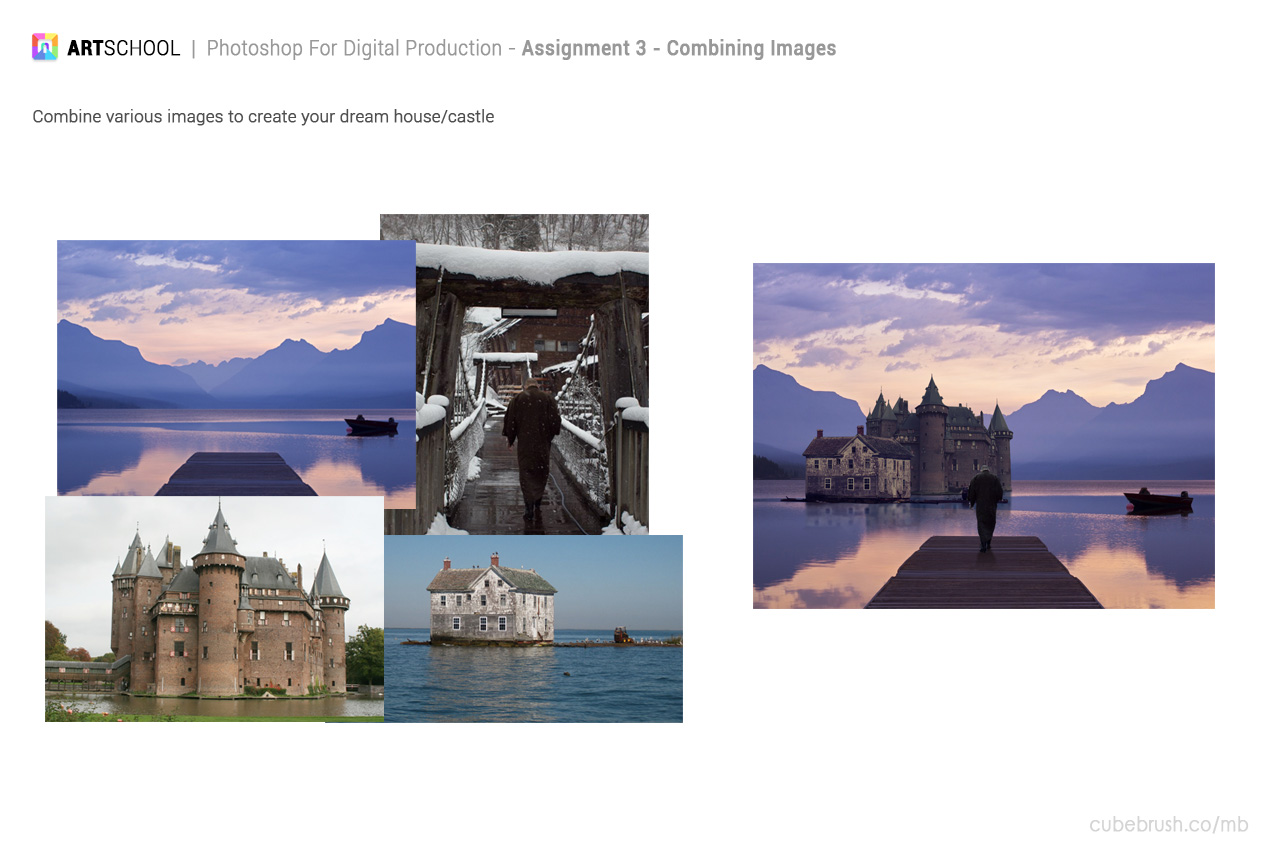 ARTSCHOOL | Photoshop For Digital Production - Assignment 3 - Combining Images
Combine various images to create your dream house/castle
cubebrush.co/mb